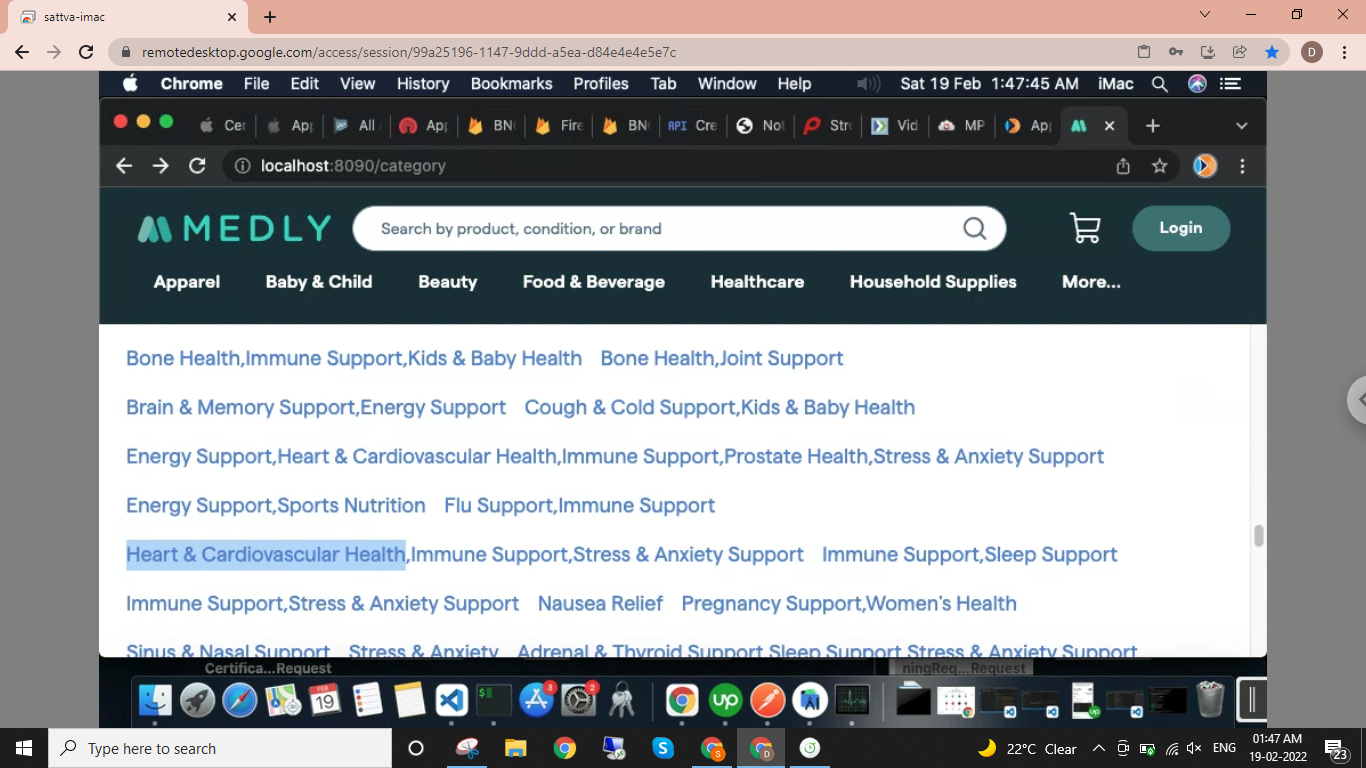 sattva-imac
remotedesktop.google.com/access/session/99a25196-1147-9ddd-a5ea-d84e4e4e5e7c
D
Chrome File Edit View History Bookmarks Profiles Tab Window Help Sat 19 Feb 1:47:45 AM iMac
Cer App All BN Fire BN API Cre Not Str Vid MP App
localhost:8090/category
MEDLY Search by product, condition, or brand Login
Apparel Baby & Child Beauty Food & Beverage Healthcare Household Supplies More...
Bone Health,Immune Support,Kids & Baby Health Bone Health,Joint Support
Brain & Memory Support,Energy Support Cough & Cold Support,Kids & Baby Health
Energy Support,Heart & Cardiovascular Health,Immune Support,Prostate Health,Stress & Anxiety Support
Energy Support,Sports Nutrition Flu Support,Immune Support
Heart & Cardiovascular Health,Immune Support,Stress & Anxiety Support Immune Support,Sleep Support
Immune Support,Stress & Anxiety Support Nausea Relief Pregnancy Support,Women's Health
Sinus & Nasal Support Stress & Anxiety Adrenal & Thyroid Support,Sleep Support,Stress & Anxiety Support
Certifica...Request ningReq...Request
FEB
19
3
2
up
Type here to search
S
D
22°C Clear
ENG
01:47 AM
19-02-2022
23